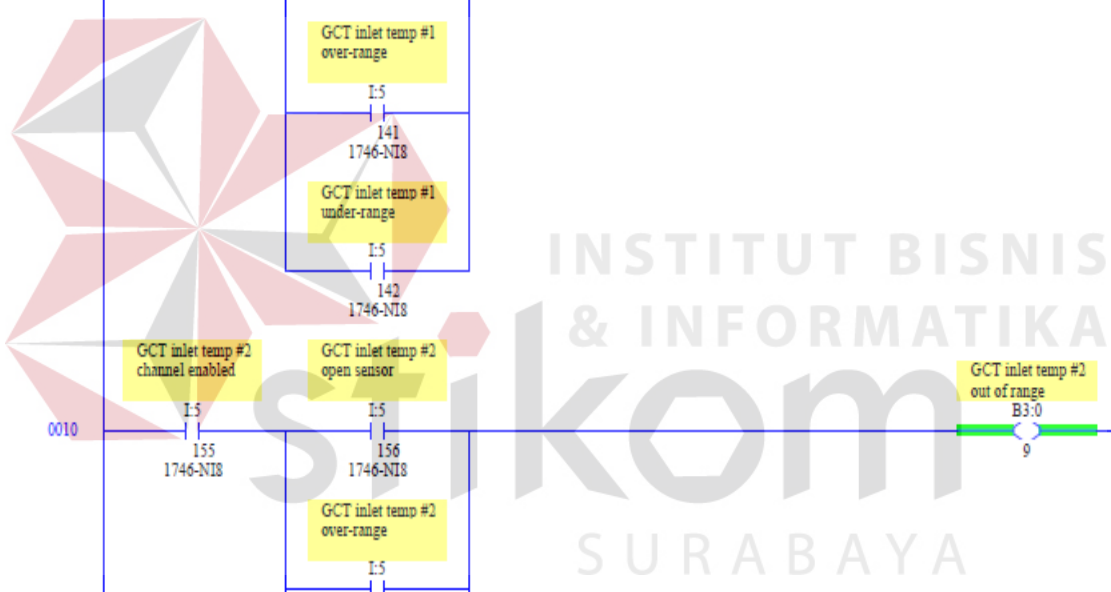 GCT inlet temp #1
over-range
I:5
141
1746-NI8
GCT inlet temp #1
under-range
I:5
142
1746-NI8
INSTITUT BISNIS
& INFORMATIKA
stikom
SURABAYA
GCT inlet temp #2
channel enabled
GCT inlet temp #2
open sensor
GCT inlet temp #2
out of range
0010
I:5
155
1746-NI8
I:5
156
1746-NI8
B3:0
9
GCT inlet temp #2
over-range
I:5